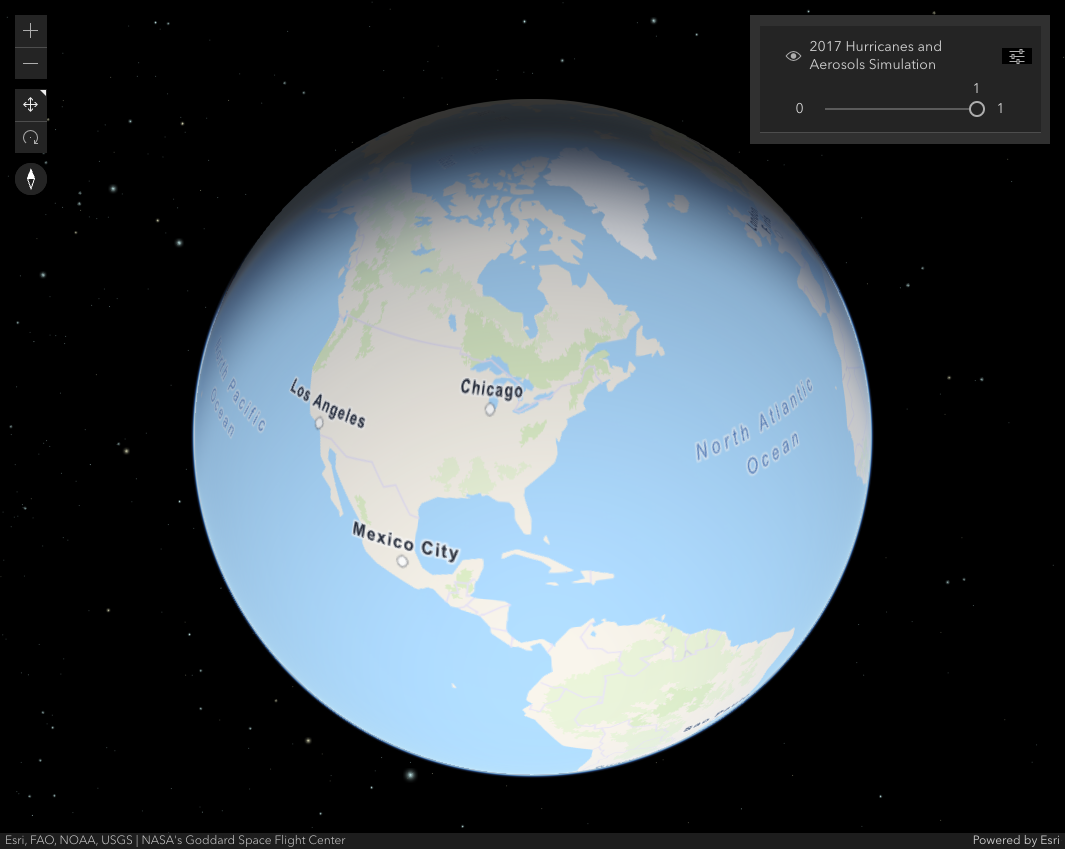 2017 Hurricanes and
Aerosols Simulation
1
0
1
Chicago
Los Angeles
North Atlantic
Ocean
Pacific
Ocean
Mexico City
Esri, FAO, NOAA, USGS | NASA's Goddard Space Flight Center
Powered by Esri